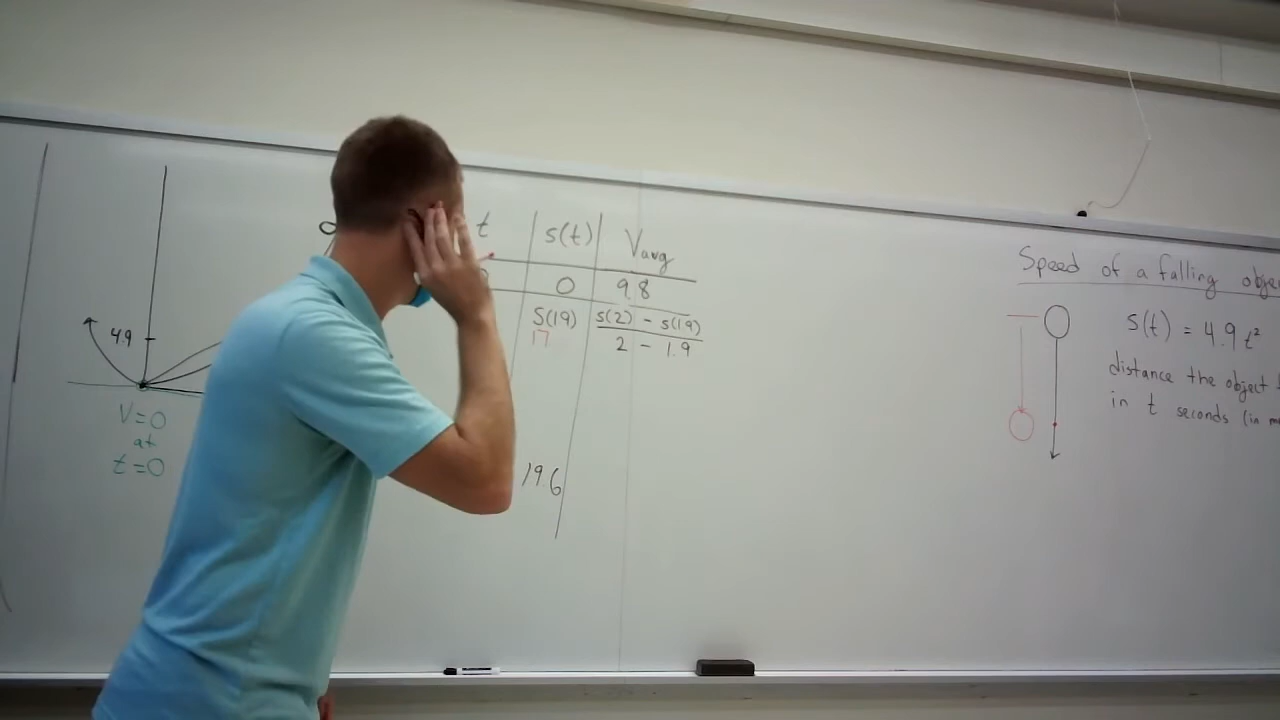 4.9
V=0
at
t=0
t s(t) Vavg
0 9.8
S(1.9) s(2) - s(1.9)
17 2 - 1.9
19.6
Speed of a falling
s(t) = 4.9t²
distance the object
in t seconds (in